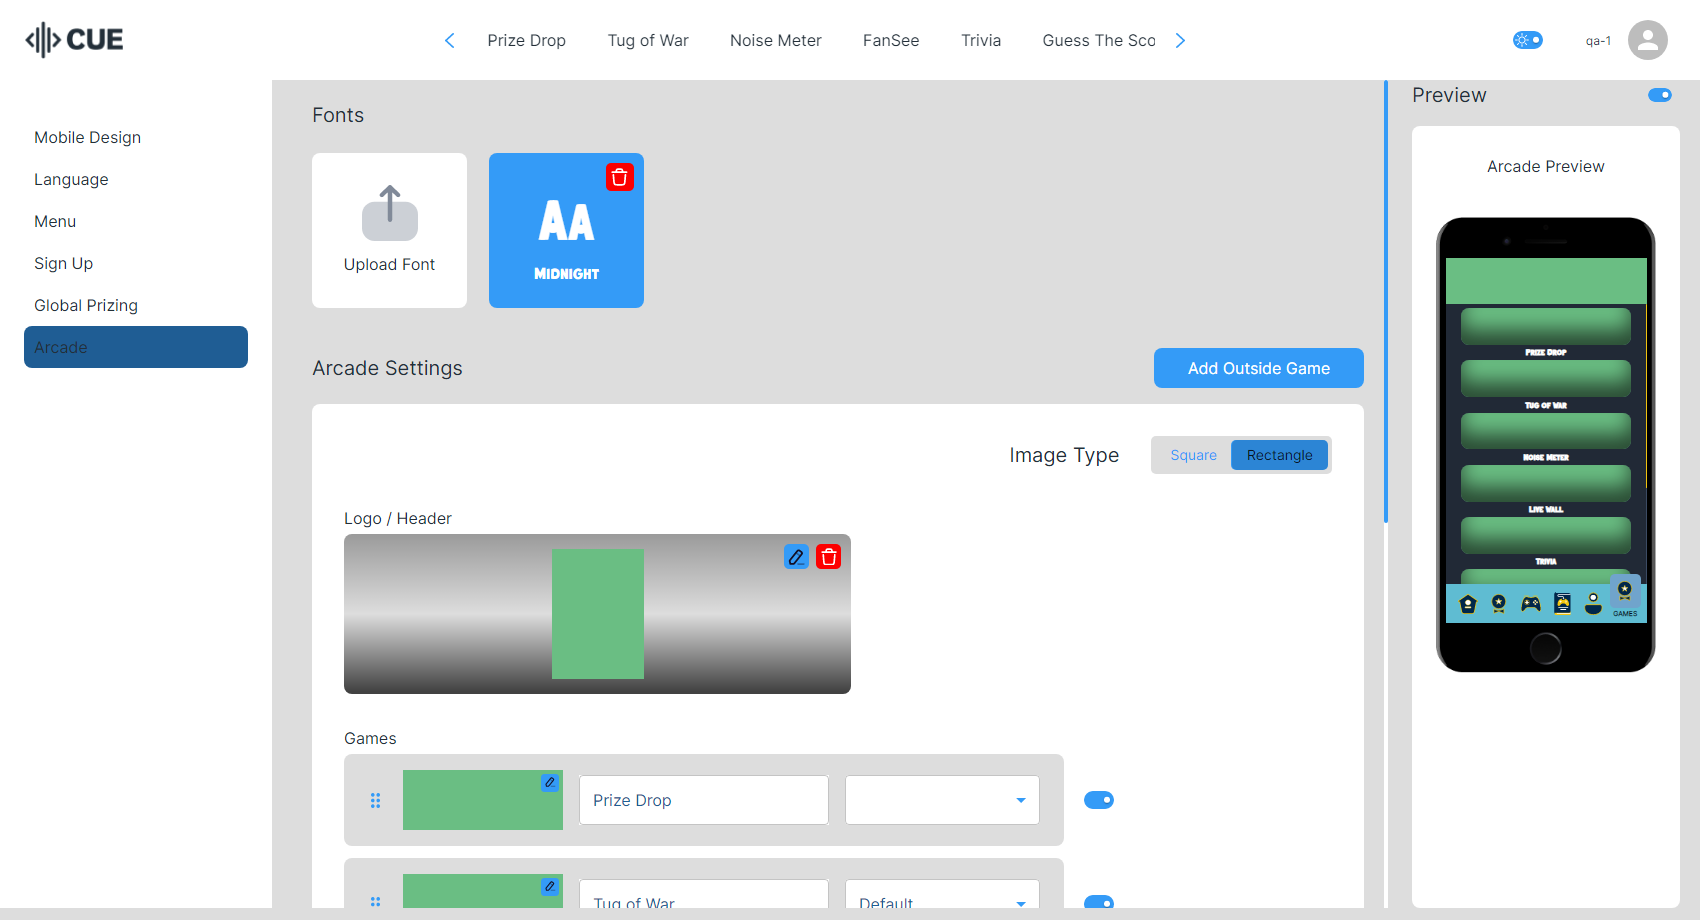 CUE
Prize Drop
Tug of War
Noise Meter
FanSee
Trivia
Guess The Sco
qa-1
Mobile Design
Language
Menu
Sign Up
Global Prizing
Arcade
Fonts
Upload Font
AA
MIDNIGHT
Arcade Settings
Add Outside Game
Image Type
Square
Rectangle
Logo / Header
Games
Prize Drop
Tug of War
Default
Preview
Arcade Preview
PRIZE DROP
TUG OF WAR
NOISE METER
LIVE WALL
TRIVIA
GAMES